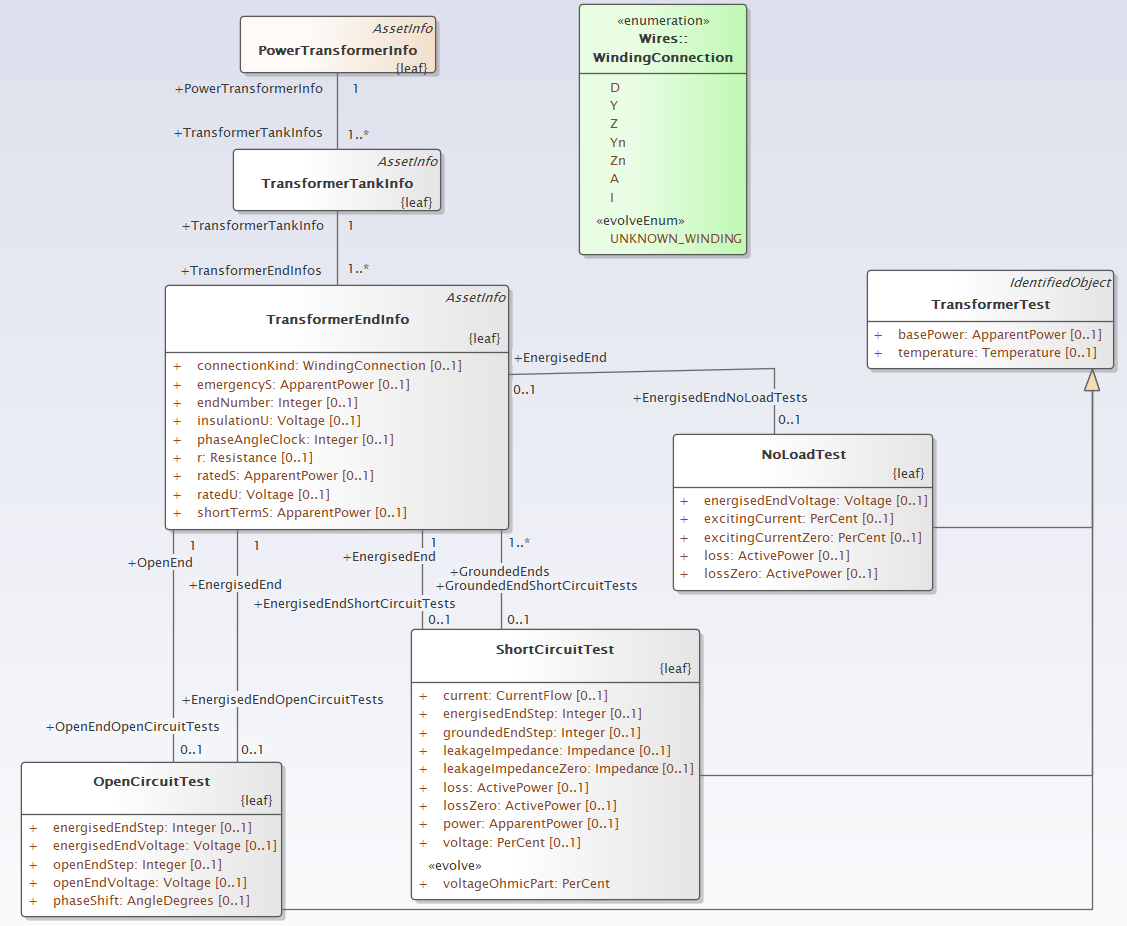 AssetInfo
PowerTransformerInfo
{leaf}
+PowerTransformerInfo 1
+TransformerTankInfos 1..*
AssetInfo
TransformerTankInfo
{leaf}
+TransformerTankInfo 1
+TransformerEndInfos 1..*
«enumeration»
Wires::
WindingConnection
D
Y
Z
Yn
Zn
A
I
«evolveEnum»
UNKNOWN_WINDING
AssetInfo
TransformerEndInfo
{leaf}
+ connectionKind: WindingConnection [0..1]
+ emergencyS: ApparentPower [0..1]
+ endNumber: Integer [0..1]
+ insulationU: Voltage [0..1]
+ phaseAngleClock: Integer [0..1]
+ r: Resistance [0..1]
+ ratedS: ApparentPower [0..1]
+ ratedU: Voltage [0..1]
+ shortTermS: ApparentPower [0..1]
IdentifiedObject
TransformerTest
+ basePower: ApparentPower [0..1]
+ temperature: Temperature [0..1]
+EnergisedEnd
0..1
+EnergisedEndNoLoadTests
0..1
NoLoadTest
{leaf}
+ energisedEndVoltage: Voltage [0..1]
+ excitingCurrent: PerCent [0..1]
+ excitingCurrentZero: PerCent [0..1]
+ loss: ActivePower [0..1]
+ lossZero: ActivePower [0..1]
1
+OpenEnd
1
+EnergisedEnd
1
+EnergisedEnd
1..*
+GroundedEnds
+GroundedEndShortCircuitTests
+EnergisedEndShortCircuitTests
0..1
0..1
ShortCircuitTest
{leaf}
+ current: CurrentFlow [0..1]
+ energisedEndStep: Integer [0..1]
+ groundedEndStep: Integer [0..1]
+ leakageImpedance: Impedance [0..1]
+ leakageImpedanceZero: Impedance [0..1]
+ loss: ActivePower [0..1]
+ lossZero: ActivePower [0..1]
+ power: ApparentPower [0..1]
+ voltage: PerCent [0..1]
«evolve»
+ voltageOhmicPart: PerCent
+EnergisedEndOpenCircuitTests
+OpenEndOpenCircuitTests
0..1
0..1
OpenCircuitTest
{leaf}
+ energisedEndStep: Integer [0..1]
+ energisedEndVoltage: Voltage [0..1]
+ openEndStep: Integer [0..1]
+ openEndVoltage: Voltage [0..1]
+ phaseShift: AngleDegrees [0..1]